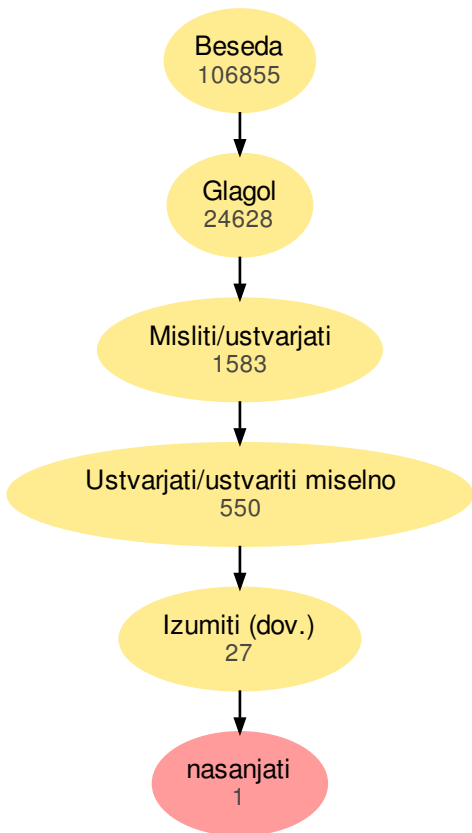 Beseda
106855
Glagol
24628
Misliti/ustvarjati
1583
Ustvarjati/ustvariti miselno
550
Izumiti (dov.)
27
nasanjati
1